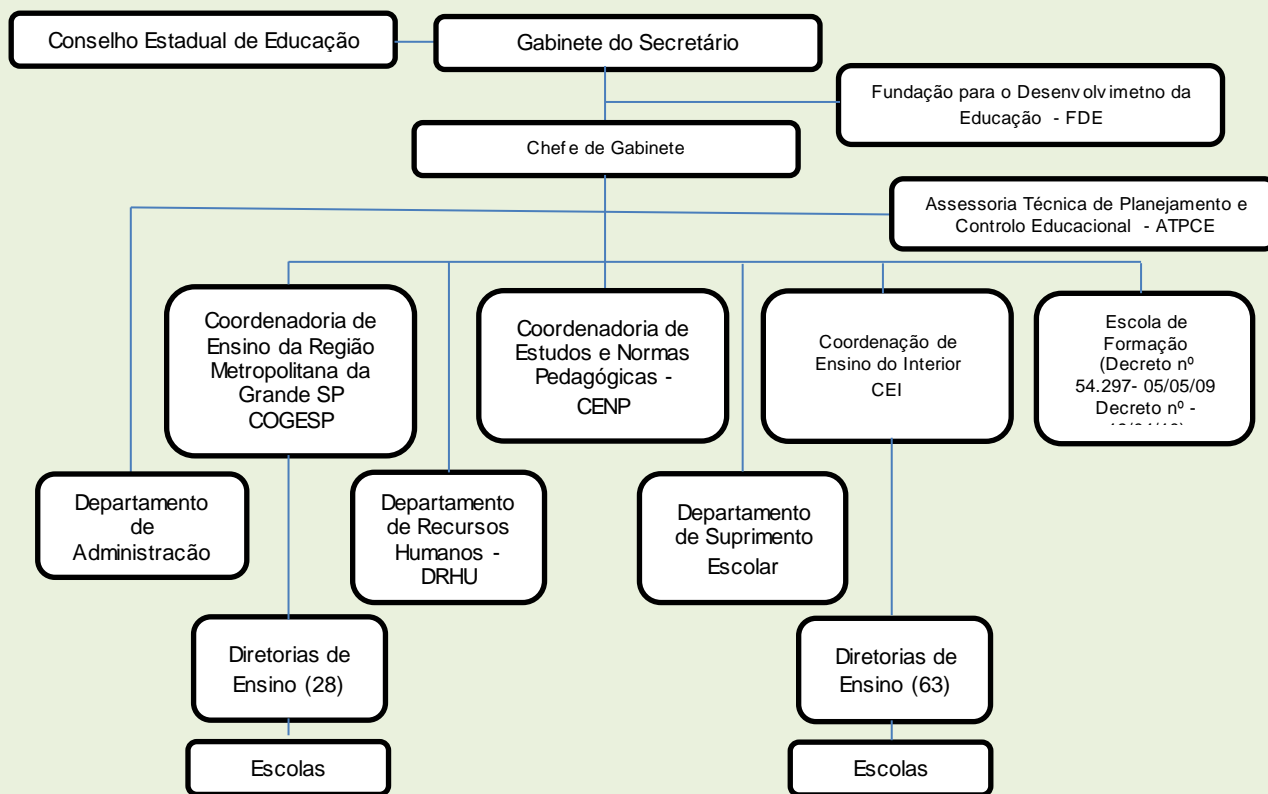 Conselho Estadual de Educação
Gabinete do Secretário
Fundação para o Desenvolvimetno da
Educação - FDE
Chefe de Gabinete
Assessoria Técnica de Planejamento e
Controlo Educacional - ATPCE
Coordenadoria de
Ensino da Região
Metropolitana da
Grande SP
COGESP
Coordenadoria de
Estudos e Normas
Pedagógicas -
CENP
Coordenação de
Ensino do Interior
CEI
Escola de
Formação
(Decreto nº
54.297- 05/05/09
Decreto nº -
Departamento
de
Administração
Departamento
de Recursos
Humanos -
DRHU
Departamento
de Suprimento
Escolar
Diretorias de
Ensino (28)
Diretorias de
Ensino (63)
Escolas
Escolas